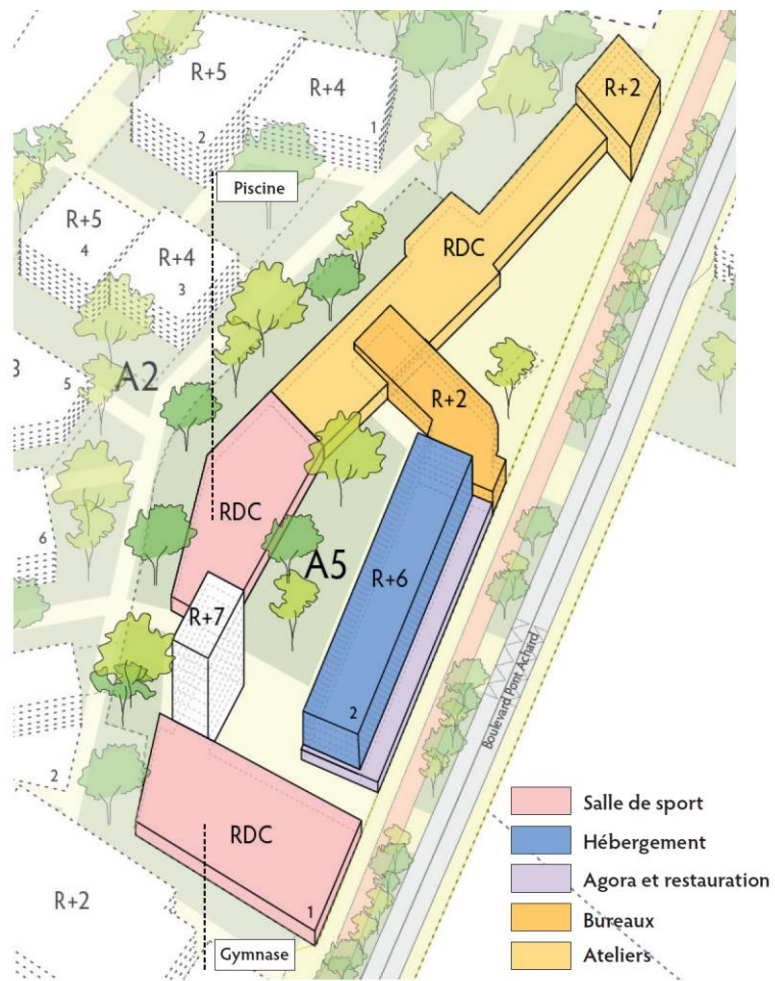 R+5
R+4
2
1
R+2
Piscine
R+5
4
R+4
3
RDC
3
5
A2
R+2
RDC
6
A5
R+6
R+7
2
Boulevard Pont Achard
2
1
RDC
R+2
1
Gymnase
Salle de sport
Hébergement
Agora et restauration
Bureaux
Ateliers